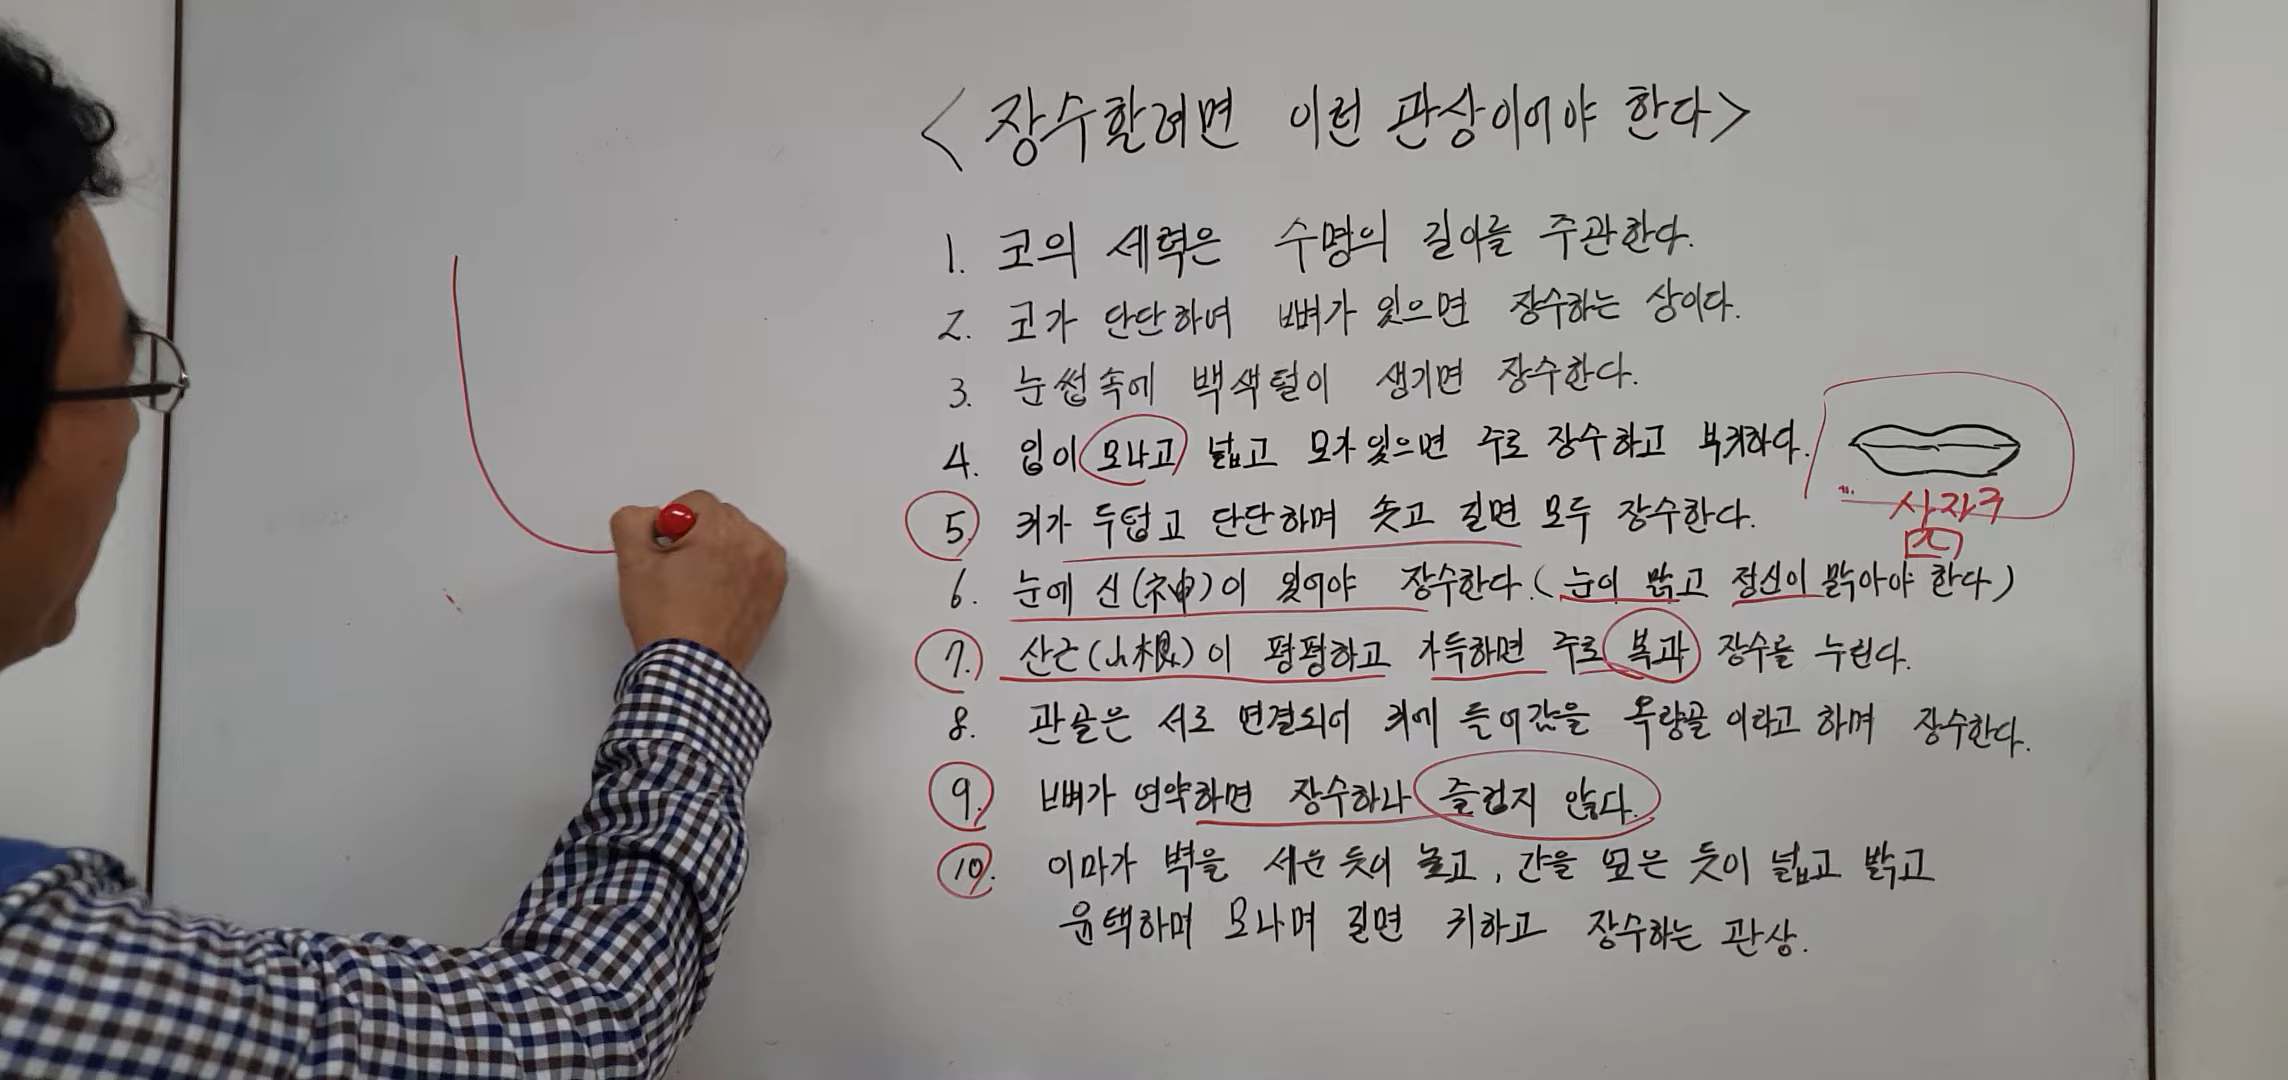 <장수할려면 이런 관상이어야 한다>
1. 코의 세력은 수명의 길이를 주관한다.
2. 코가 단단하며 뼈가 있으면 장수하는 상이다.
3. 눈썹속에 백색털이 생기면 장수한다.
4. 입이 모나고 넓고 모가있으면 주로 장수하고 부귀하다.
사자구
5. 귀가 두텁고 단단하며 솟고 길면 모두 장수한다.
6. 눈에 신(神)이 있어야 장수한다.(눈이 맑고 정신이 맑아야 한다)
7. 산근(山根)이 평평하고 가득하면 주로 복과 장수를 누린다.
8. 관골은 서로 연결되어 귀에 들어갔을 옥량골이라고 하며 장수한다.
9. 뼈가 연약하면 장수하나 즐겁지 않다.
10. 이마가 벽을 세운듯이 높고, 간을 엎은 듯이 넓고 밝고
윤택하며 모나며 길면 귀하고 장수하는 관상.